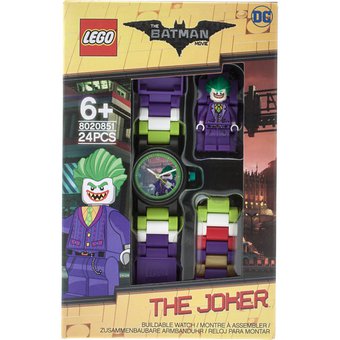 LEGO
THE
BATMAN
MOVIE
DC
6+
8020851
24PCS
THE JOKER
BUILDABLE WATCH / MONTRE À ASSEMBLER /
ZUSAMMENBAUBARE ARMBANDUHR / RELOJ PARA MONTAR